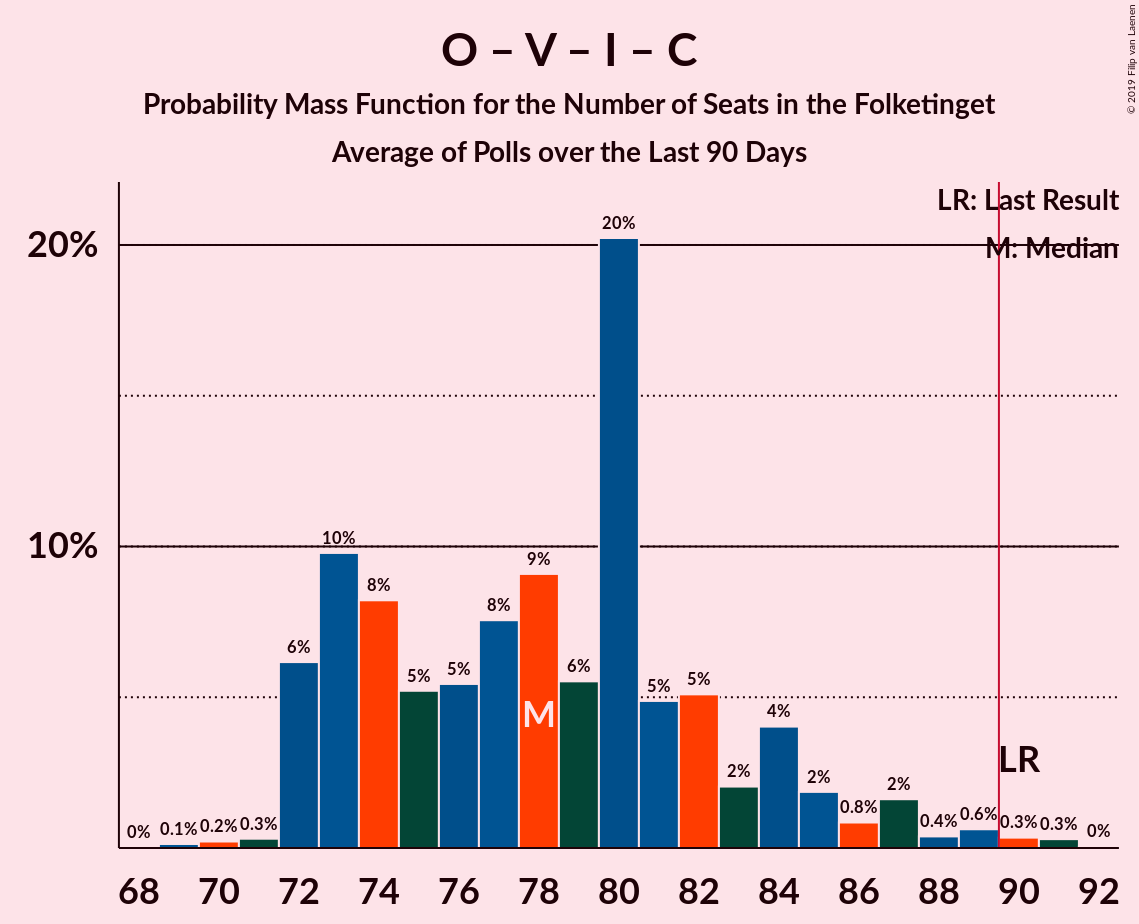 O – V – I – C
Probability Mass Function for the Number of Seats in the Folketinget
Average of Polls over the Last 90 Days
© 2019 Filip van Laenen
LR: Last Result
M: Median
20%
10%
0% 0.1% 0.2% 0.3% 6% 10% 8% 5% 5% 8% 9% 6% 20% 5% 5% 2% 4% 2% 0.8% 2% 0.4% 0.6% 0.3% 0.3% 0%
M
LR
68 70 72 74 76 78 80 82 84 86 88 90 92